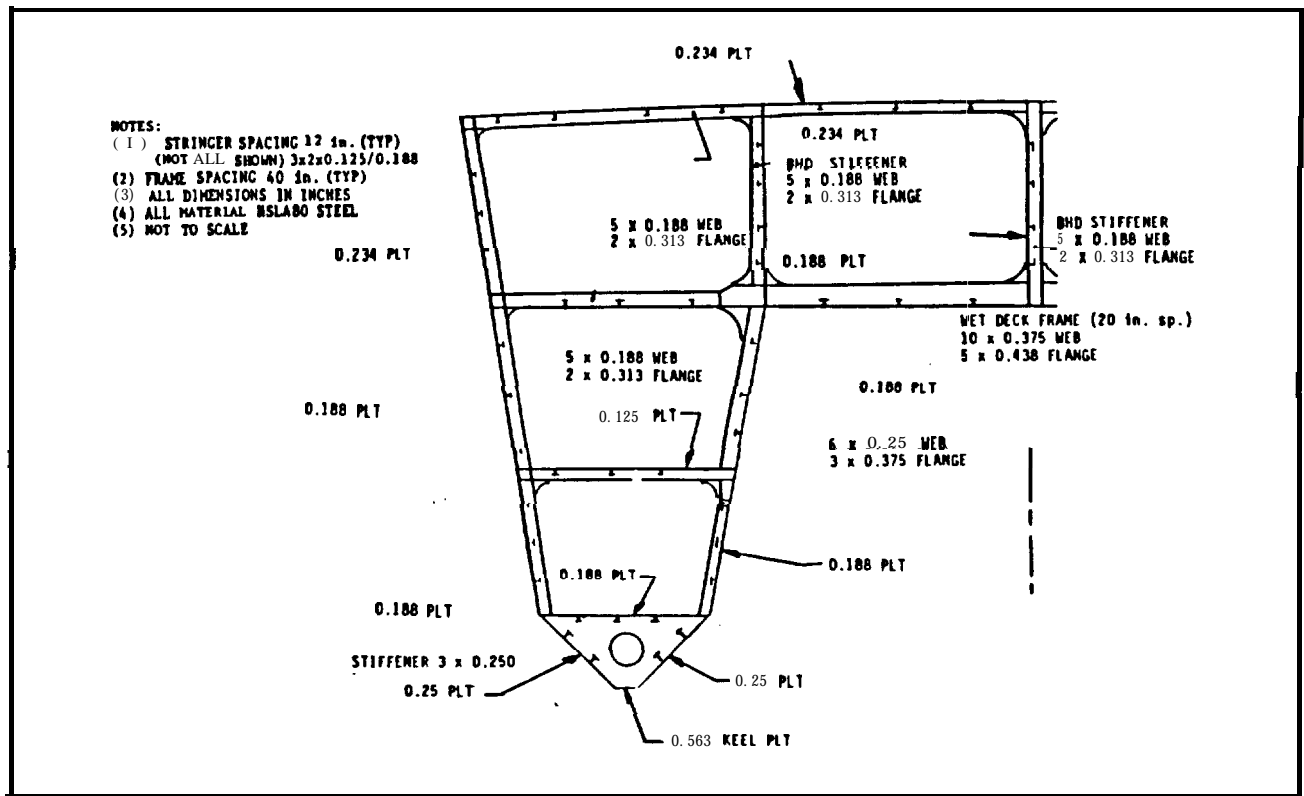 0.234 PLT
NOTES:
( I ) STRINGER SPACING 12 in. (TYP)
(NOT ALL SHOWN) 3x2x0.125/0.188
(2) FRAME SPACING 40 in. (TYP)
(3) ALL DIMENSIONS IN INCHES
(4) ALL MATERIAL HSLA80 STEEL
(5) NOT TO SCALE
0.234 PLT
BHD STIFFENER
5 x 0.188 WEB
2 x 0.313 FLANGE
5 x 0.188 WEB
2 x 0.313 FLANGE
BHD STIFFENER
5 x 0.188 WEB
2 x 0.313 FLANGE
0.234 PLT
0.188 PLT
WET DECK FRAME (20 in. sp.)
10 x 0.375 WEB
5 x 0.438 FLANGE
5 x 0.188 WEB
2 x 0.313 FLANGE
0.188 PLT
0.188 PLT
0.125 PLT
6 x 0.25 WEB
3 x 0.375 FLANGE
0.188 PLT
0.188 PLT
0.188 PLT
STIFFENER 3 x 0.250
0.25 PLT
0.25 PLT
0.563 KEEL PLT